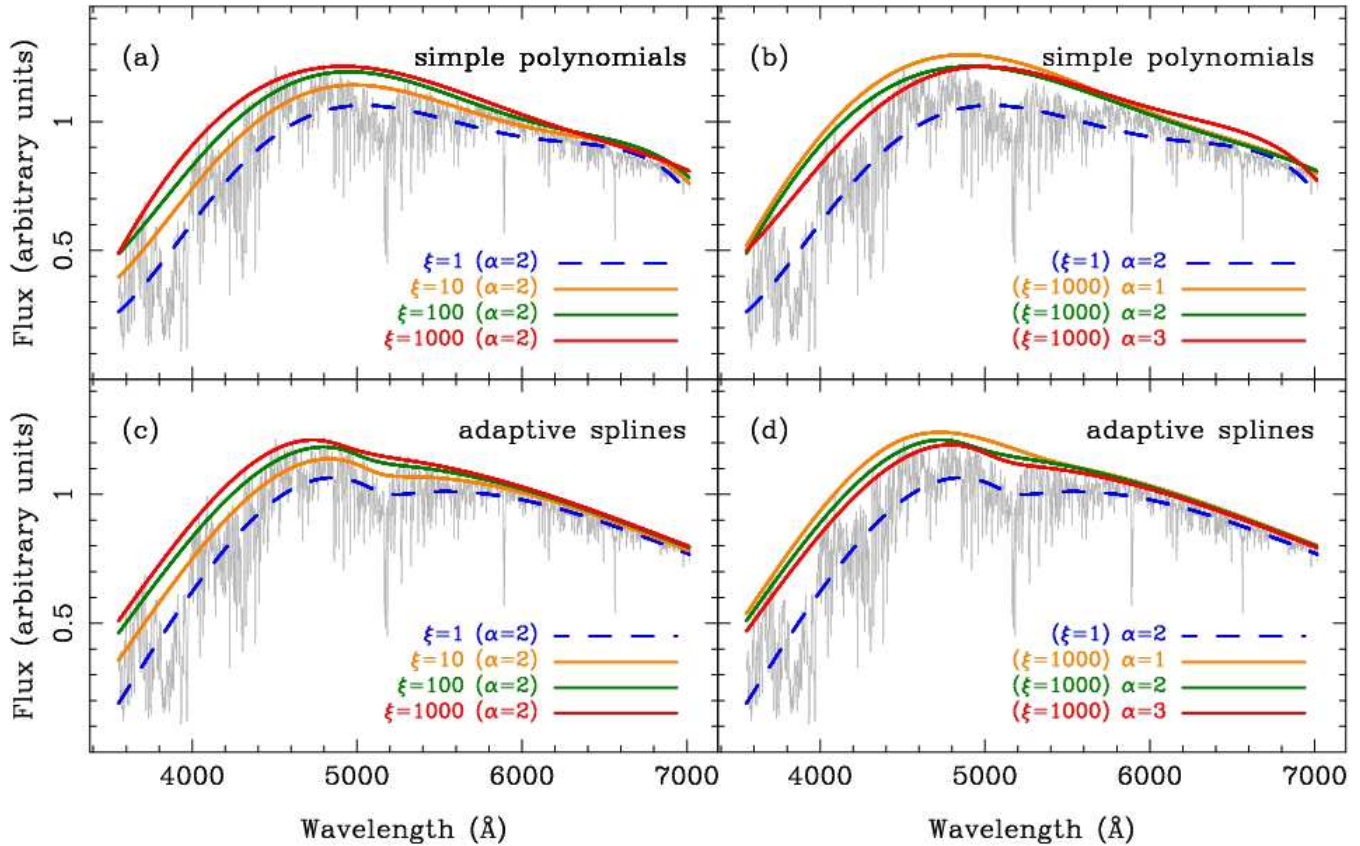 (a) simple polynomials
(b) simple polynomials
Flux (arbitrary units)
1
0.5
ξ=1 (α=2)
ξ=10 (α=2)
ξ=100 (α=2)
ξ=1000 (α=2)
(ξ=1) α=2
(ξ=1000) α=1
(ξ=1000) α=2
(ξ=1000) α=3
(c) adaptive splines
(d) adaptive splines
Flux (arbitrary units)
1
0.5
ξ=1 (α=2)
ξ=10 (α=2)
ξ=100 (α=2)
ξ=1000 (α=2)
(ξ=1) α=2
(ξ=1000) α=1
(ξ=1000) α=2
(ξ=1000) α=3
4000 5000 6000 7000
4000 5000 6000 7000
Wavelength (Å)
Wavelength (Å)